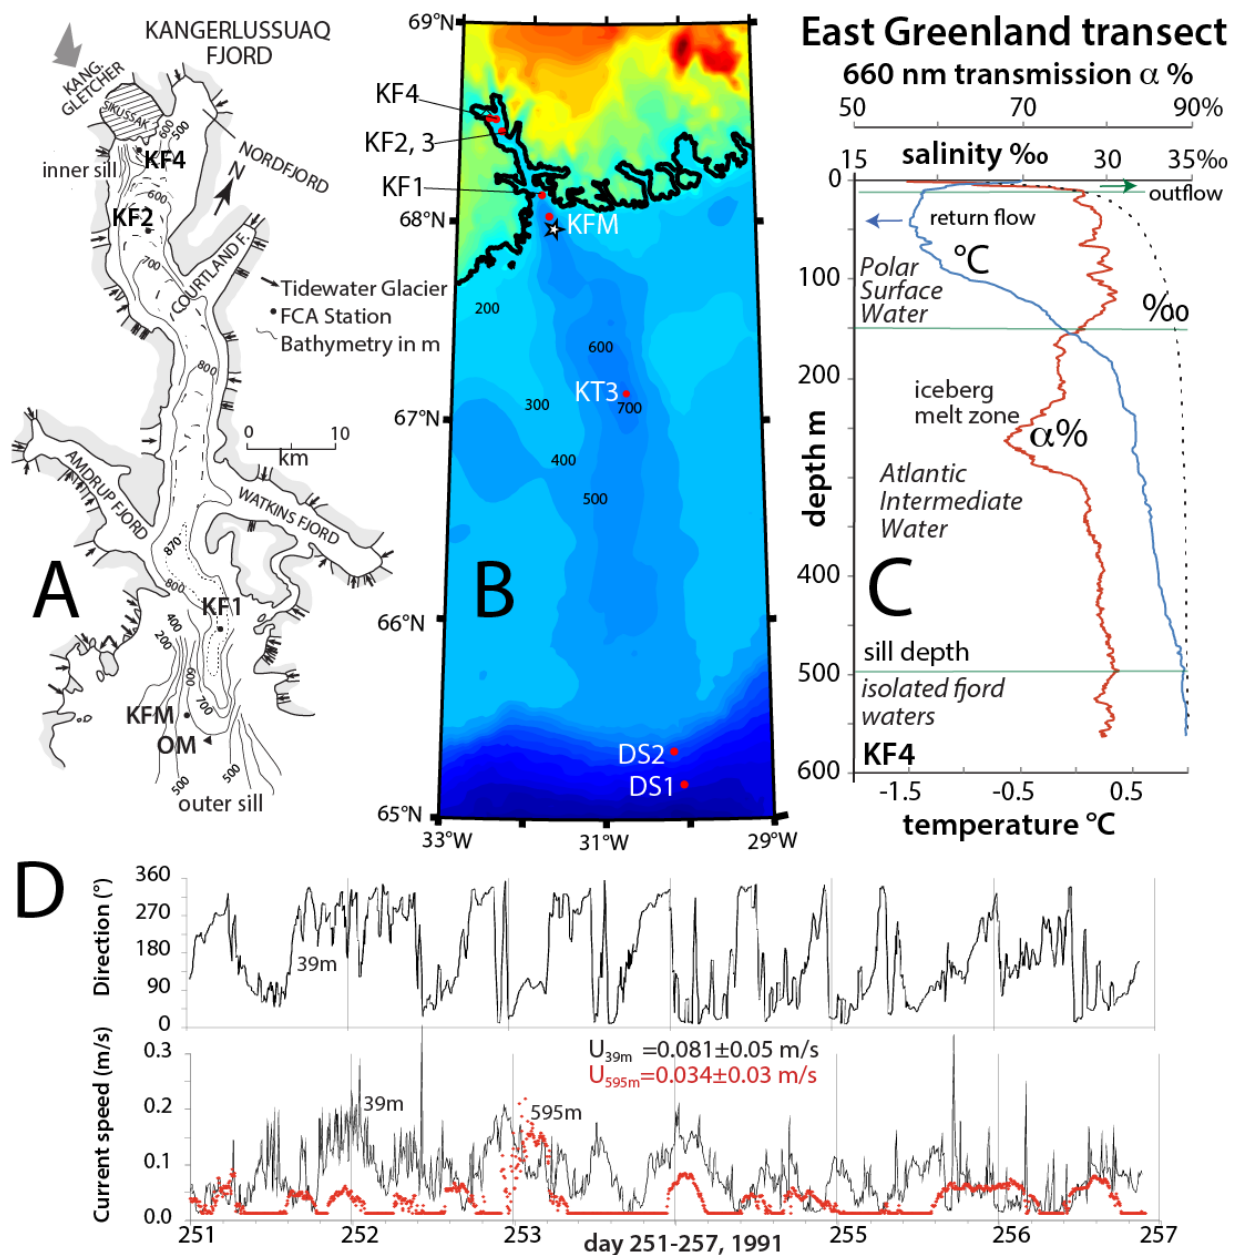 KANGERLUSSUAQ
FJORD
KANG.
GLETCHER
SIKUSSAK
600
500
KF4
inner sill
NORDFJORD
N
600
KF2
700
COURTLAND F.
Tidewater Glacier
FCA Station
Bathymetry in m
800
0 10
km
AMDRUP FJORD
WATKINS FJORD
870
A
800
KF1
400
200
600
700
KFM
OM
500
500
outer sill
69°N
KF4
KF2, 3
KF1
68°N
KFM
200
600
KT3
700
300
67°N
400
500
B
66°N
DS2
DS1
65°N
33°W 31°W 29°W
East Greenland transect
660 nm transmission α %
50 70 90%
15 salinity ‰ 30 35‰
0
outflow
return flow
°C
Polar
Surface
Water
100
‰
200
iceberg
melt zone
α%
depth m
Atlantic
Intermediate
Water
400
C
sill depth
500
isolated fjord
waters
KF4
600
-1.5 -0.5 0.5
temperature °C
D
Direction (°)
360
270
180
90
0
39m
Current speed (m/s)
0.3
0.2
0.1
0.0
U39m =0.081±0.05 m/s
U595m=0.034±0.03 m/s
39m
595m
251 252 253 255 256 257
day 251-257, 1991